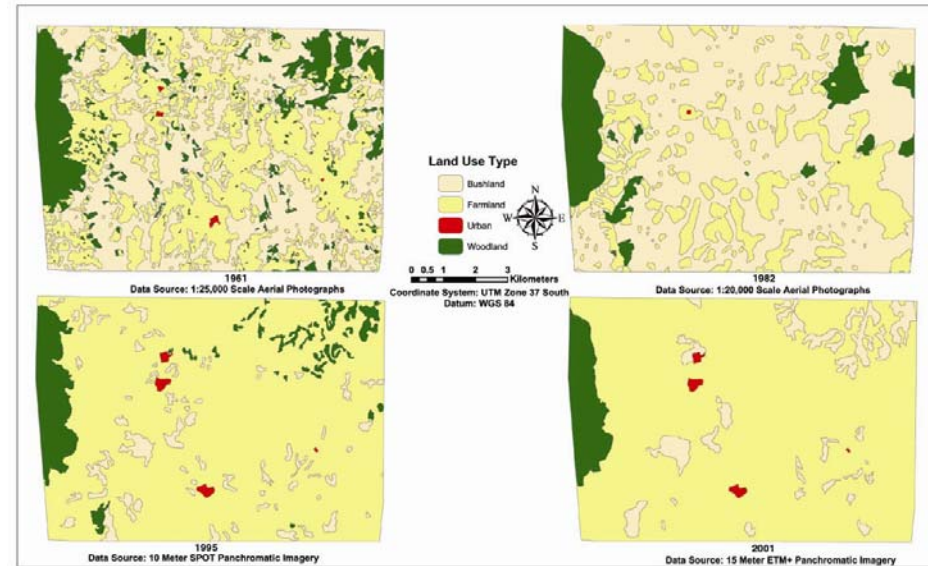 1961
Data Source: 1:25,000 Scale Aerial Photographs
Land Use Type
Bushland
Farmland
Urban
Woodland
N
W E
S
0 0.5 1 2 3
Kilometers
Coordinate System: UTM Zone 37 South
Datum: WGS 84
1982
Data Source: 1:20,000 Scale Aerial Photographs
1995
Data Source: 10 Meter SPOT Panchromatic Imagery
2001
Data Source: 15 Meter ETM+ Panchromatic Imagery